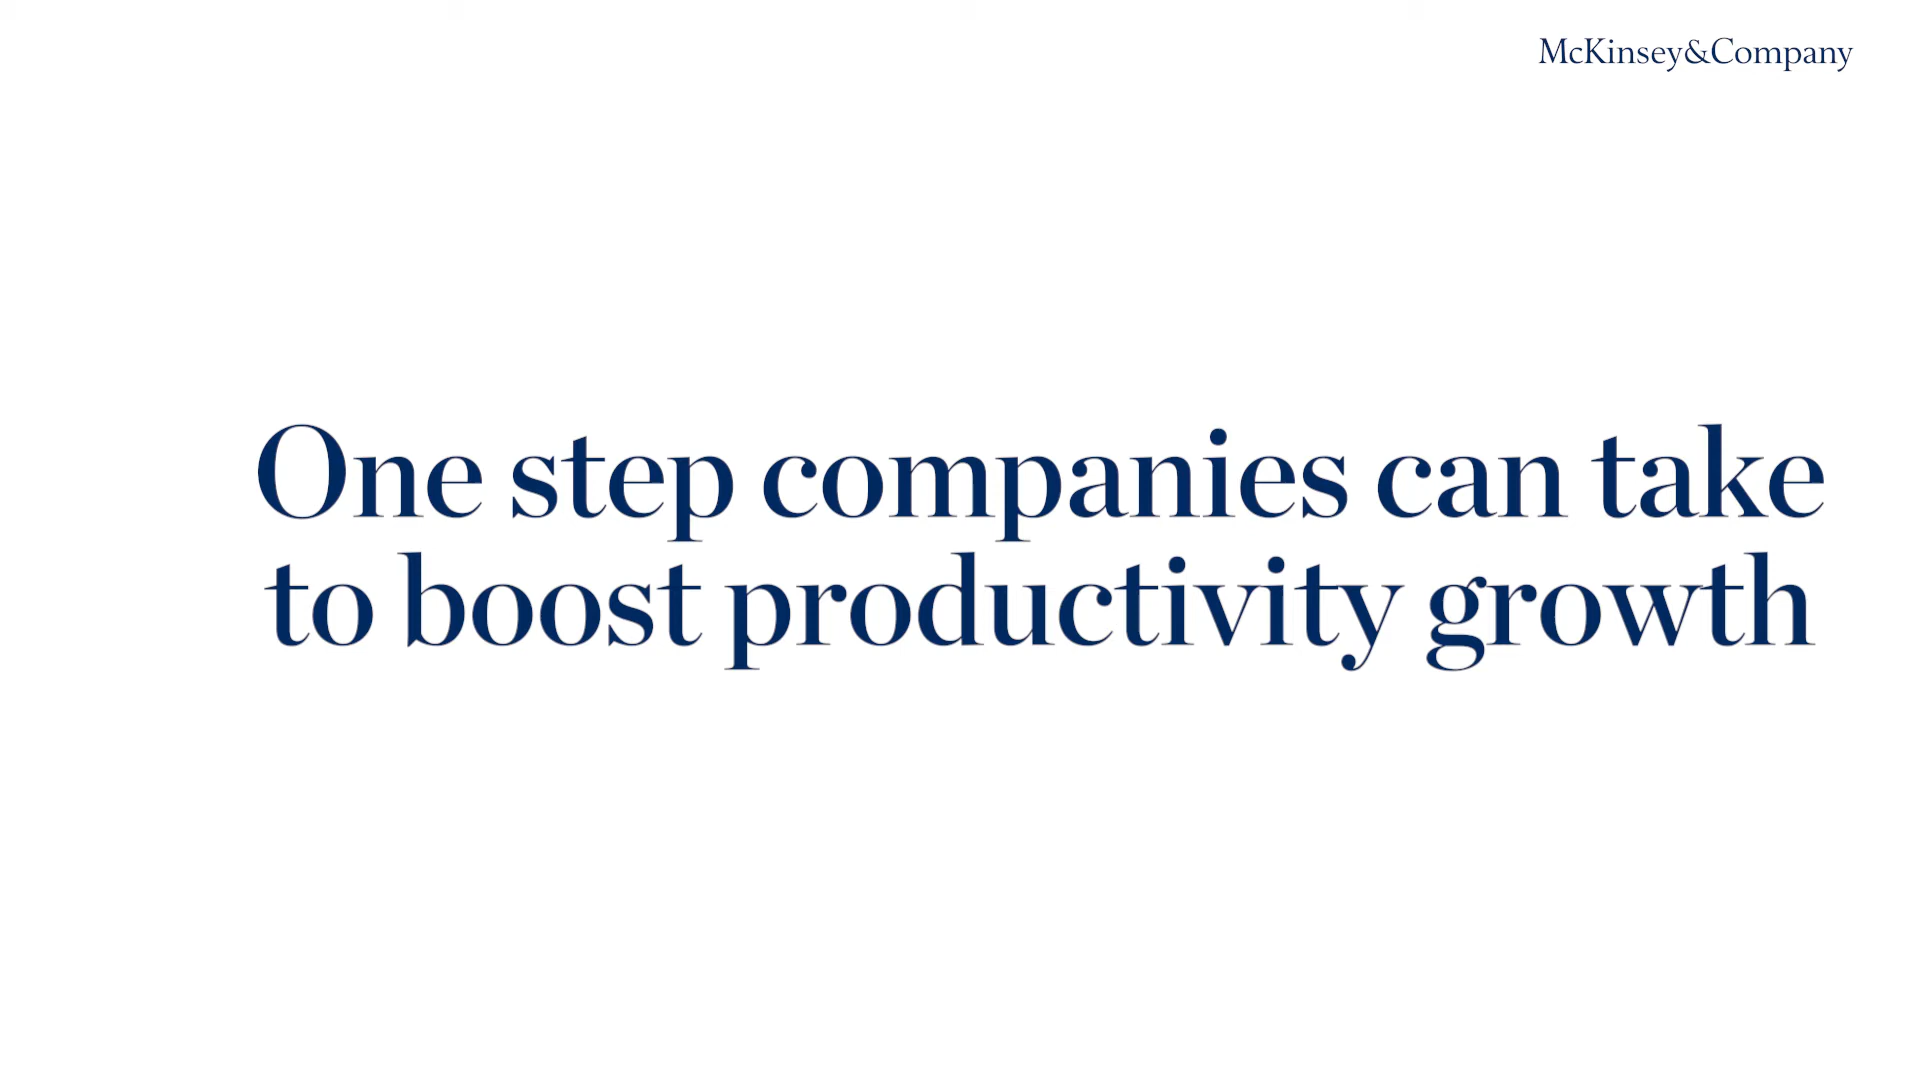 McKinsey&Company
One step companies can take
to boost productivity growth